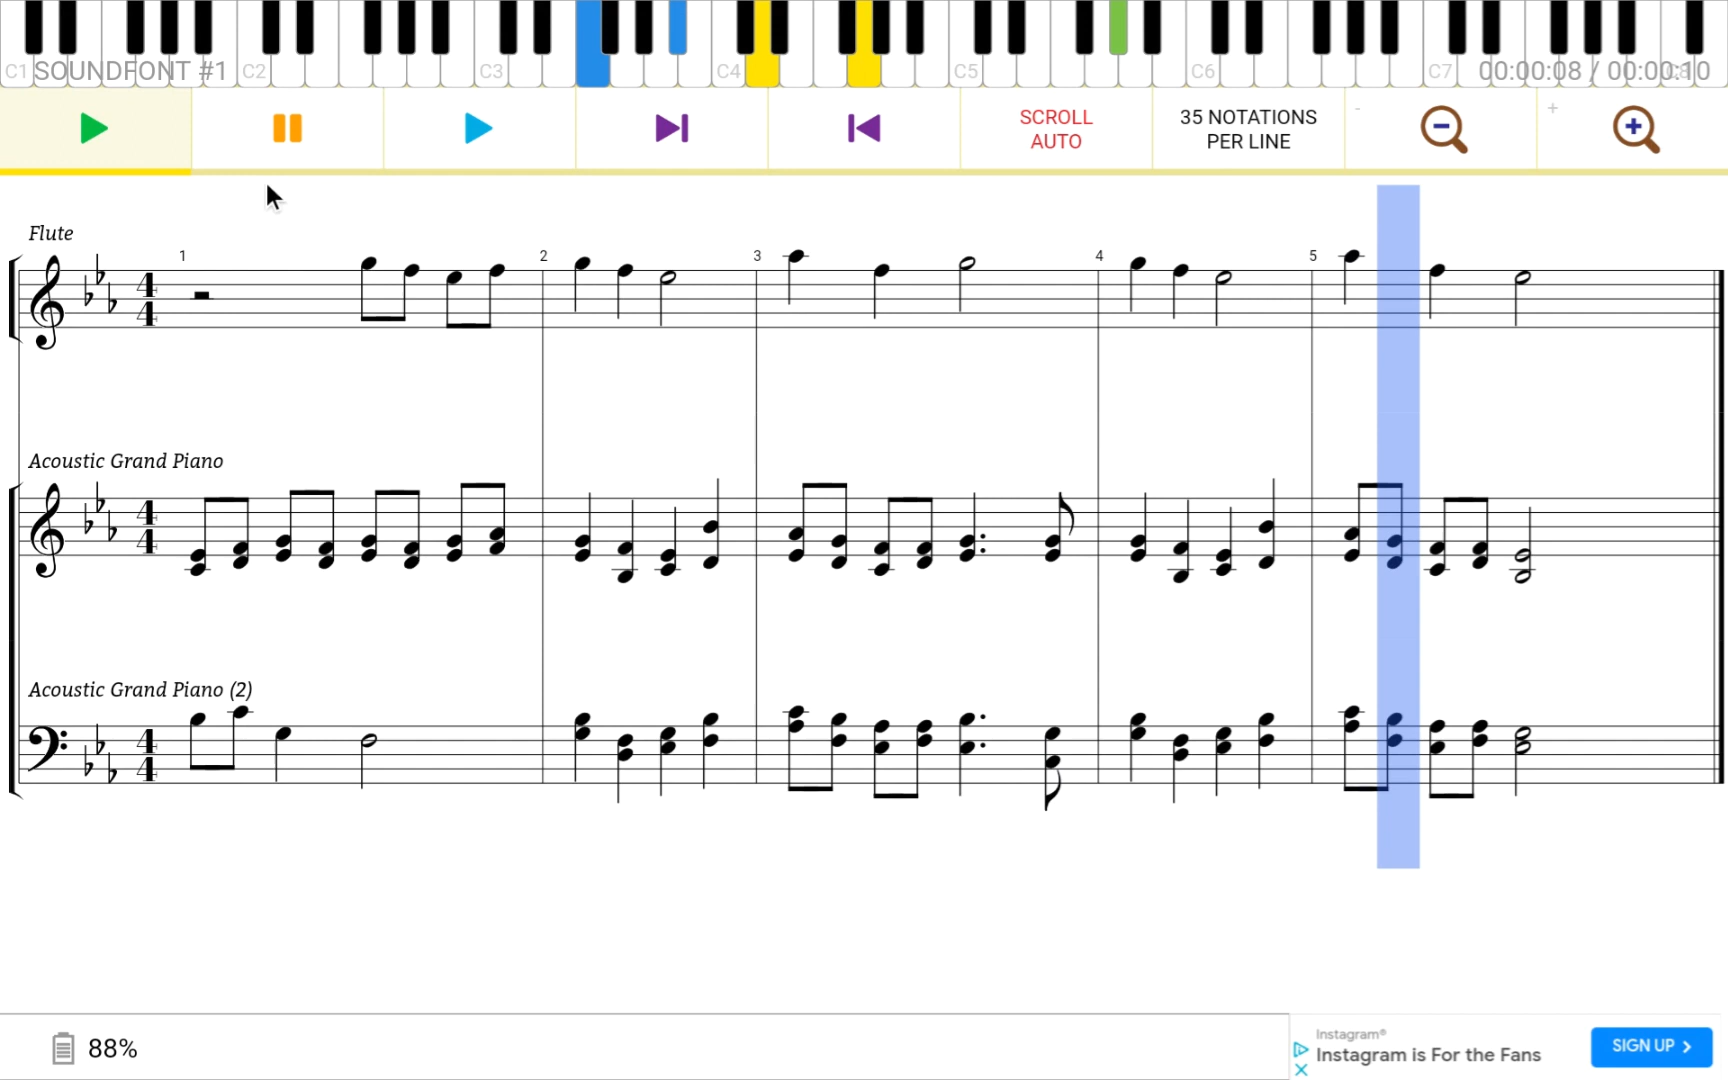 C1 SOUNDFONT #1 C2 C3 C4 C5 C6 C7 00:00:08 / 00:00:10
SCROLL
AUTO
35 NOTATIONS
PER LINE
-
+
Flute
1 2 3 4 5
4
4
Acoustic Grand Piano
4
4
Acoustic Grand Piano (2)
4
4
88%
Instagram®
Instagram is For the Fans
SIGN UP